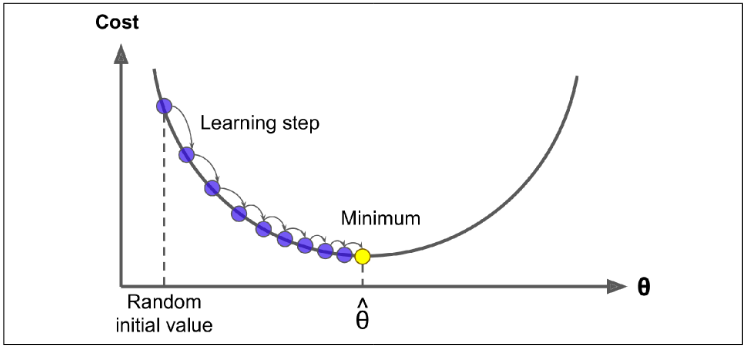 Cost
Learning step
Minimum
θ
Random
initial value
θ̂